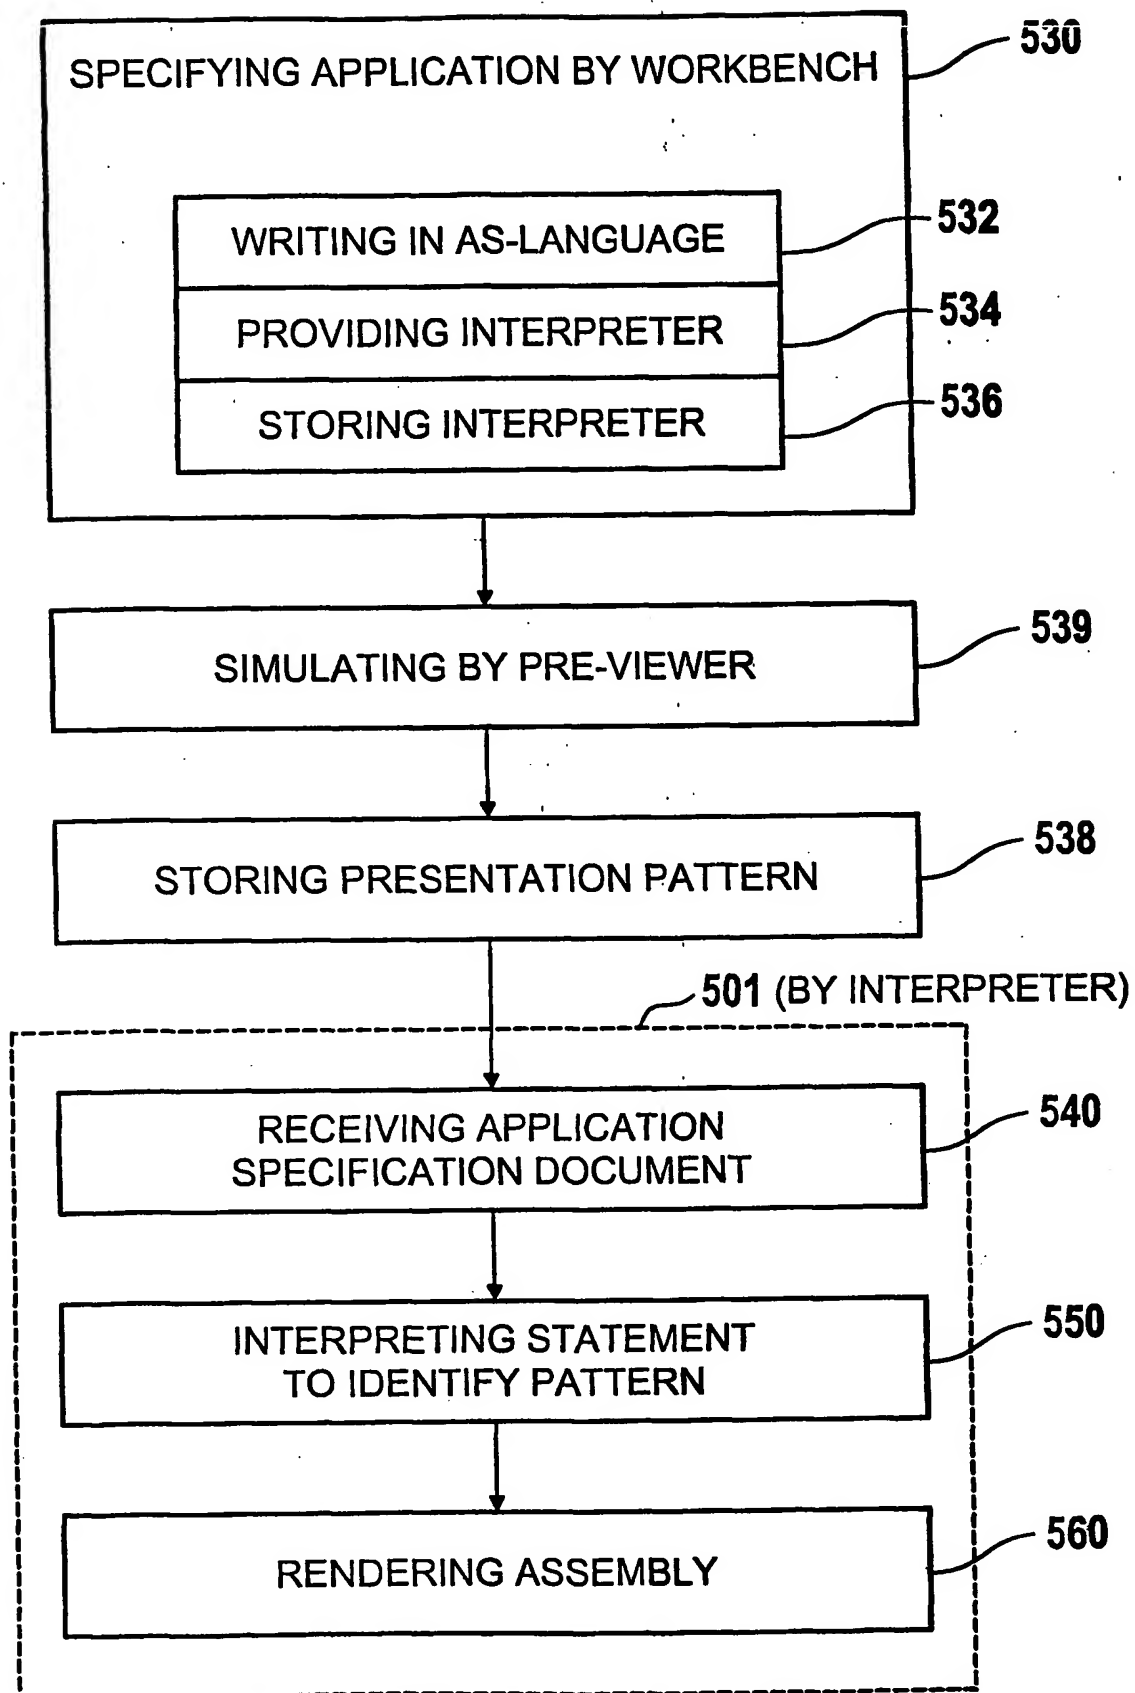 530
SPECIFYING APPLICATION BY WORKBENCH
WRITING IN AS-LANGUAGE
532
PROVIDING INTERPRETER
534
STORING INTERPRETER
536
SIMULATING BY PRE-VIEWER
539
STORING PRESENTATION PATTERN
538
501 (BY INTERPRETER)
RECEIVING APPLICATION
SPECIFICATION DOCUMENT
540
INTERPRETING STATEMENT
TO IDENTIFY PATTERN
550
RENDERING ASSEMBLY
560